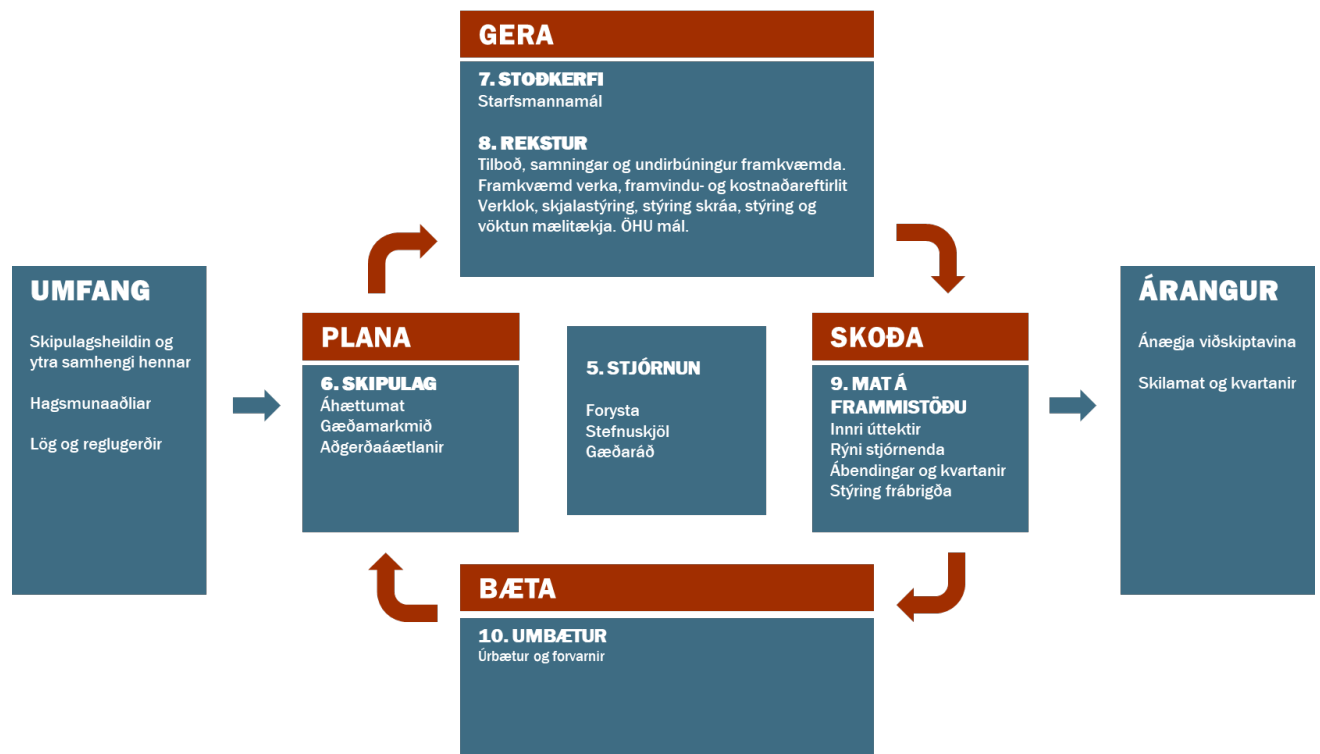 GERA
7. STOÐKERFI
Starfsmannamál
8. REKSTUR
Tilboð, samningar og undirbúningur framkvæmda.
Framkvæmd verka, framvindu- og kostnaðareftirlit
Verklok, skjalastýring, stýring skráa, stýring og
vöktun mælitækja. ÖHU mál.
UMFANG
Skipulagsheildin og
ytra samhengi hennar
Hagsmunaaðliar
Lög og reglugerðir
PLANA
6. SKIPULAG
Áhættumat
Gæðamarkmið
Aðgerðaáætlanir
5. STJÓRNUN
Forysta
Stefnuskjöl
Gæðaráð
SKOÐA
9. MAT Á
FRAMMISTÖÐU
Innri úttektir
Rýni stjórnenda
Ábendingar og kvartanir
Stýring frábrigða
ÁRANGUR
Ánægja viðskiptavina
Skilamat og kvartanir
BÆTA
10. UMBÆTUR
Úrbætur og forvarnir